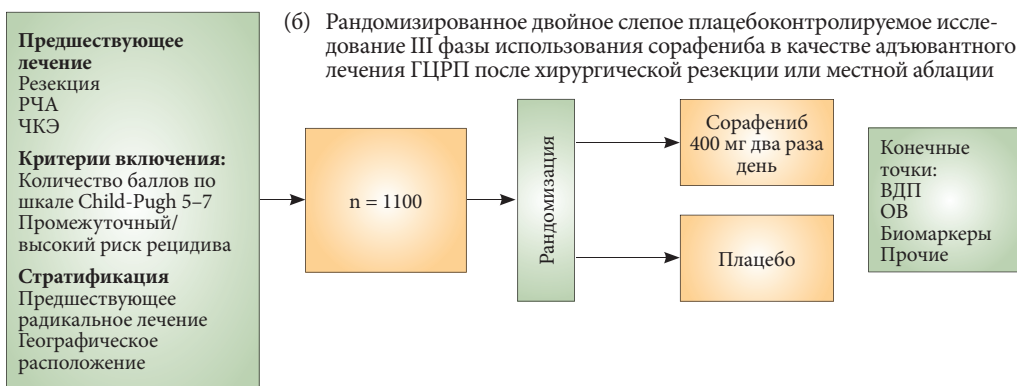 Предшествующее
лечение
Резекция
РЧА
ЧКЭ
Критерии включения:
Количество баллов по
шкале Child-Pugh 5–7
Промежуточный/
высокий риск рецидива
Стратификация
Предшествующее
радикальное лечение
Географическое
расположение
(б) Рандомизированное двойное слепое плацебоконтролируемое иссле-
дование III фазы использования сорафениба в качестве адъювантного
лечения ГЦРП после хирургической резекции или местной аблации
n = 1100
Рандомизация
Сорафениб
400 мг два раза
день
Плацебо
Конечные
точки:
ВДП
ОВ
Биомаркеры
Прочие